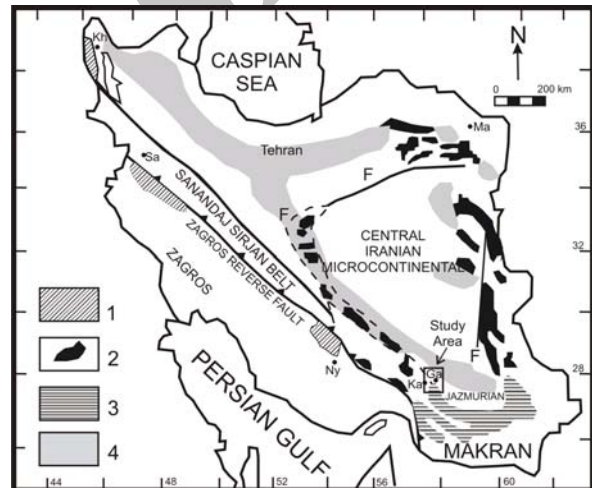 Kh
CASPIAN
SEA
N
0 200 km
Ma
36
Tehran
Sa
F
SANANDAJ SIRJAN BELT
ZAGROS REVERSE FAULT
ZAGROS
F
CENTRAL
IRANIAN
MICROCONTINENTAL
32
Study
Area
F
1
2
3
4
Ny
Ka
Ga
28
JAZMURIAN
PERSIAN GULF
MAKRAN
44 48 52 56 60